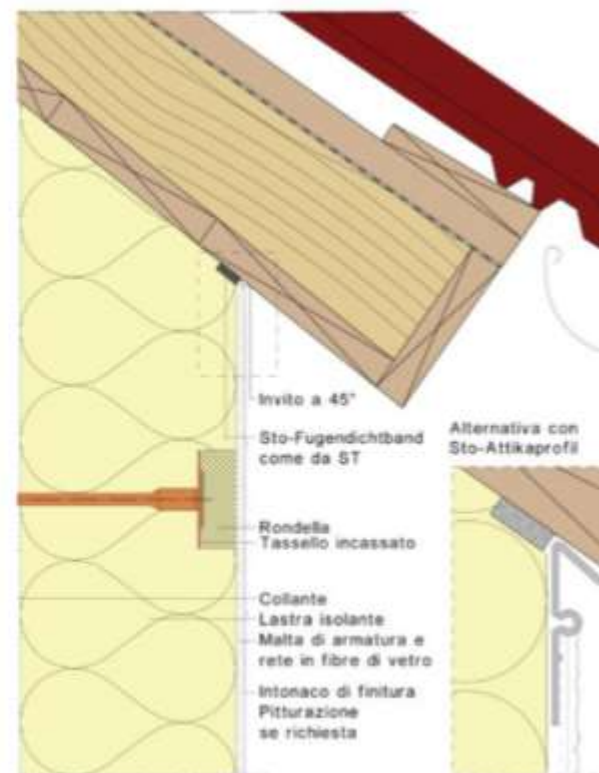 Invito a 45°
Sto-Fugendichtband
come da ST
Alternativa con
Sto-Attikaprofil
Rondella
Tassello incassato
Collante
Lastra isolante
Malta di armatura e
rete in fibre di vetro
Intonaco di finitura
Pitturazione
se richiesta